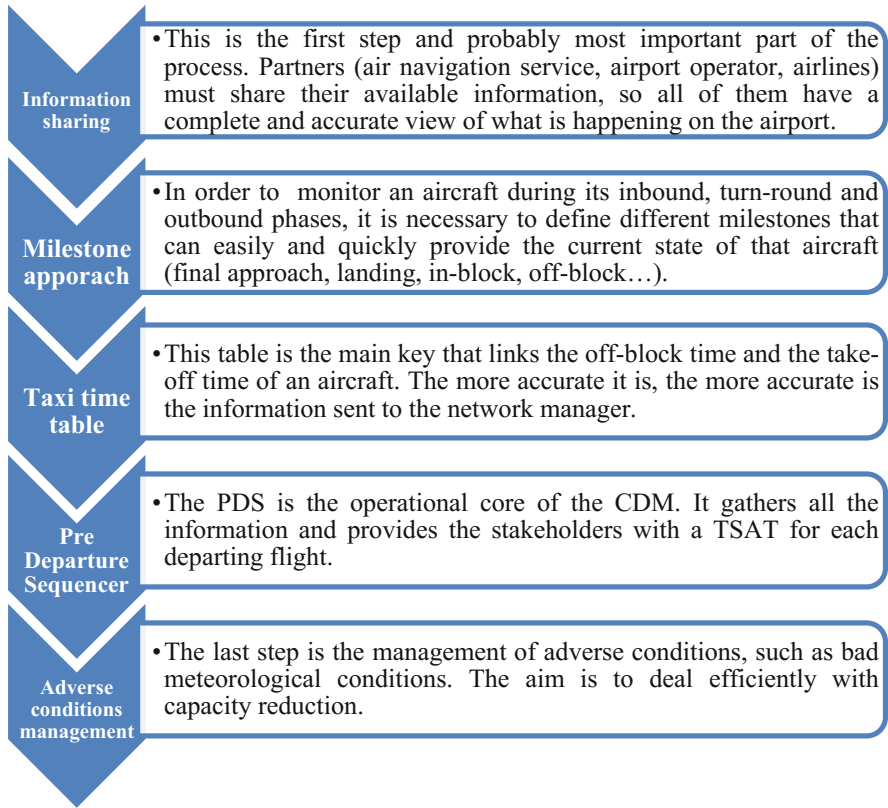 Information
sharing
•This is the first step and probably most important part of the
process. Partners (air navigation service, airport operator, airlines)
must share their available information, so all of them have a
complete and accurate view of what is happening on the airport.
Milestone
apporach
•In order to monitor an aircraft during its inbound, turn-round and
outbound phases, it is necessary to define different milestones that
can easily and quickly provide the current state of that aircraft
(final approach, landing, in-block, off-block…).
Taxi time
table
•This table is the main key that links the off-block time and the take-
off time of an aircraft. The more accurate it is, the more accurate is
the information sent to the network manager.
Pre
Departure
Sequencer
•The PDS is the operational core of the CDM. It gathers all the
information and provides the stakeholders with a TSAT for each
departing flight.
Adverse
conditions
management
•The last step is the management of adverse conditions, such as bad
meteorological conditions. The aim is to deal efficiently with
capacity reduction.